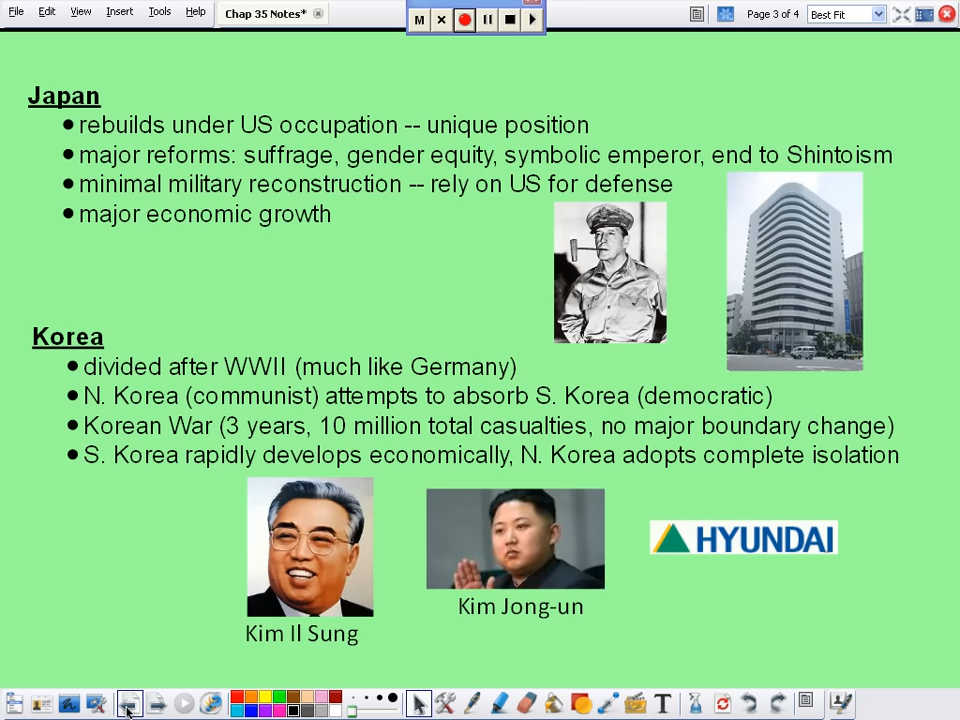 File Edit View Insert Tools Help Chap 35 Notes* M Page 3 of 4 Best Fit
Japan
rebuilds under US occupation -- unique position
major reforms: suffrage, gender equity, symbolic emperor, end to Shintoism
minimal military reconstruction -- rely on US for defense
major economic growth
Korea
divided after WWII (much like Germany)
N. Korea (communist) attempts to absorb S. Korea (democratic)
Korean War (3 years, 10 million total casualties, no major boundary change)
S. Korea rapidly develops economically, N. Korea adopts complete isolation
HYUNDAI
Kim Jong-un
Kim Il Sung
T